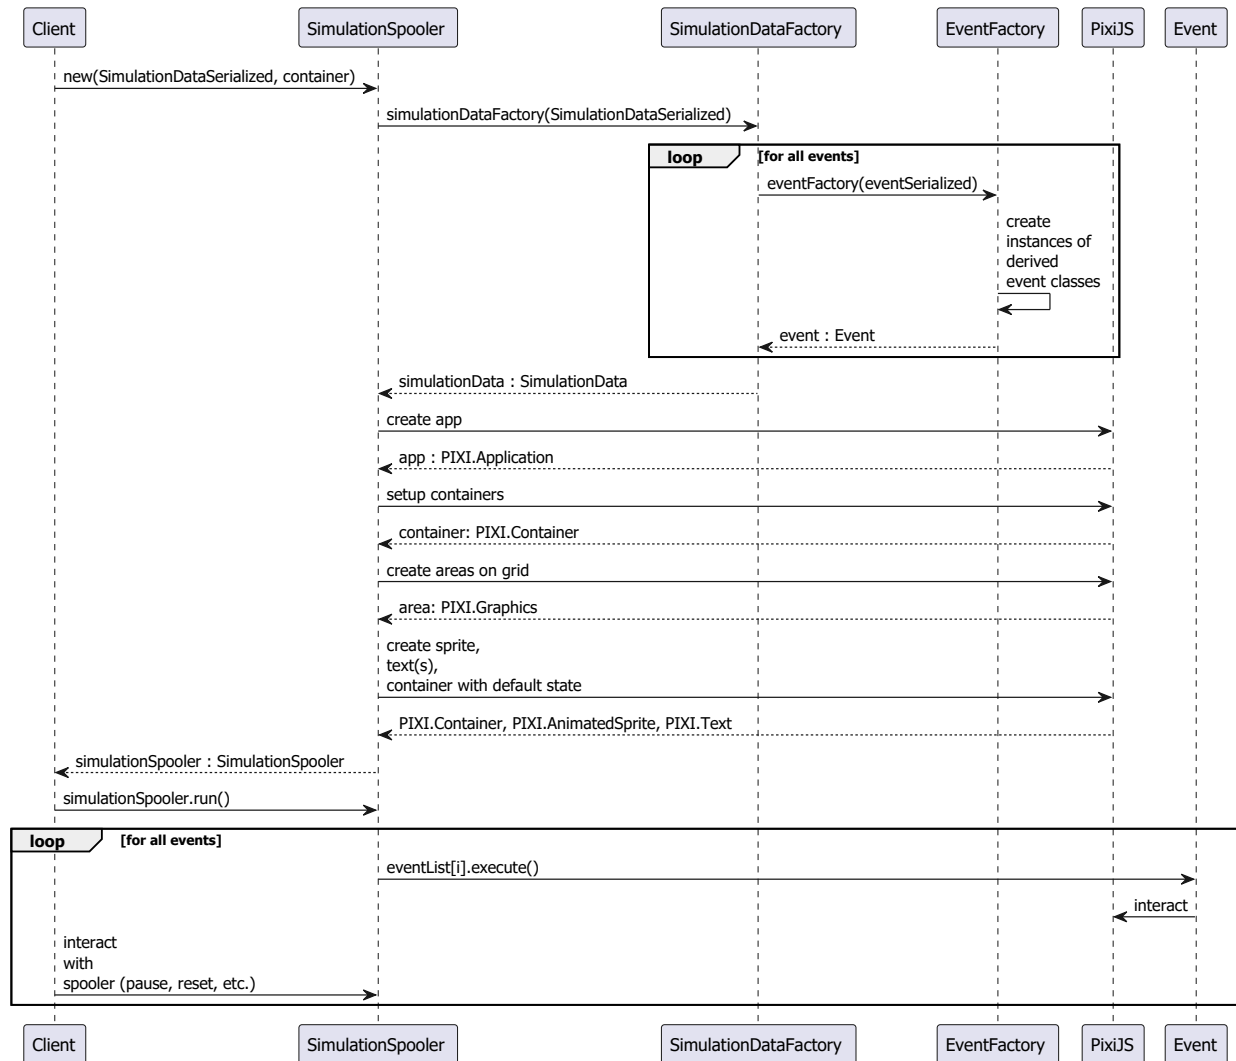 Client SimulationSpooler SimulationDataFactory EventFactory PixiJS Event
new(SimulationDataSerialized, container)
simulationDataFactory(SimulationDataSerialized)
loop [for all events]
eventFactory(eventSerialized)
create
instances of
derived
event classes
event : Event
simulationData : SimulationData
create app
app : PIXI.Application
setup containers
container: PIXI.Container
create areas on grid
area: PIXI.Graphics
create sprite,
text(s),
container with default state
PIXI.Container, PIXI.AnimatedSprite, PIXI.Text
simulationSpooler : SimulationSpooler
simulationSpooler.run()
loop [for all events]
eventList[i].execute()
interact
interact
with
spooler (pause, reset, etc.)
Client SimulationSpooler SimulationDataFactory EventFactory PixiJS Event